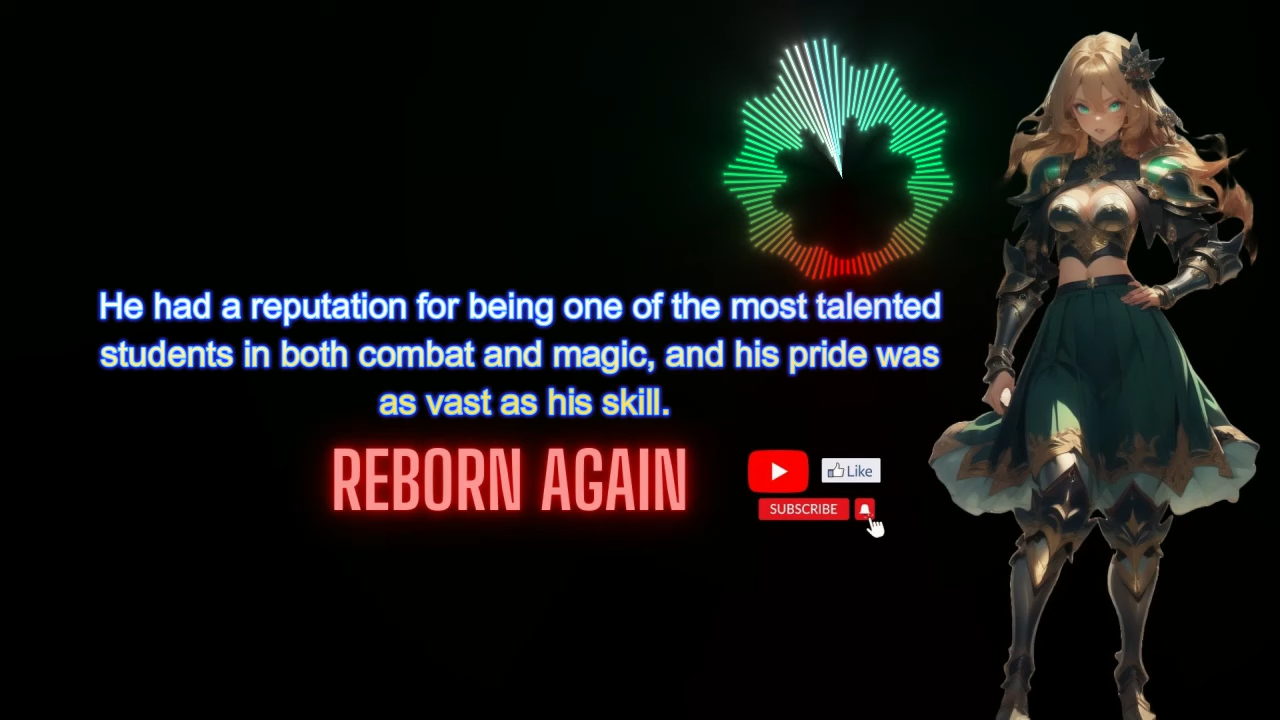 He had a reputation for being one of the most talented
students in both combat and magic, and his pride was
as vast as his skill.
REBORN AGAIN
Like
SUBSCRIBE